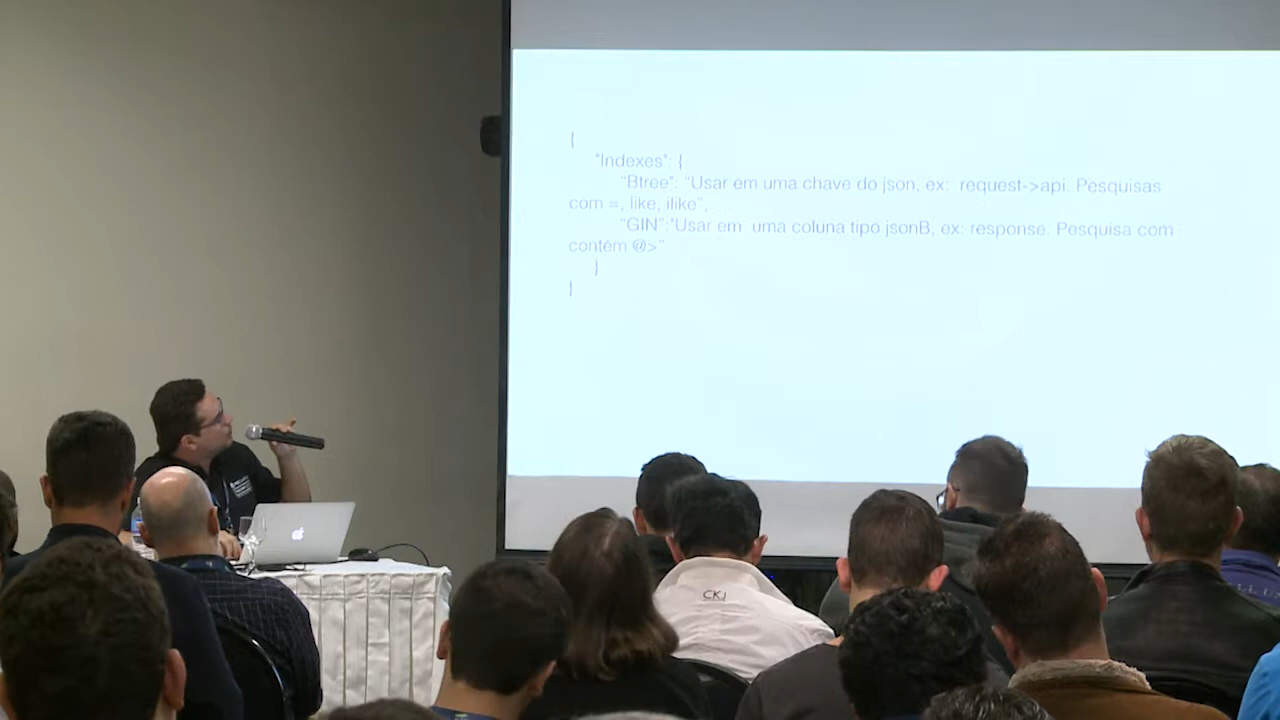 {
"Indexes": {
"Btree": "Usar em uma chave do json, ex:  request->api. Pesquisas
com =, like, ilike",
"GIN":"Usar em  uma coluna tipo jsonB, ex: response. Pesquisa com
contém @>"
}
}
CKJ